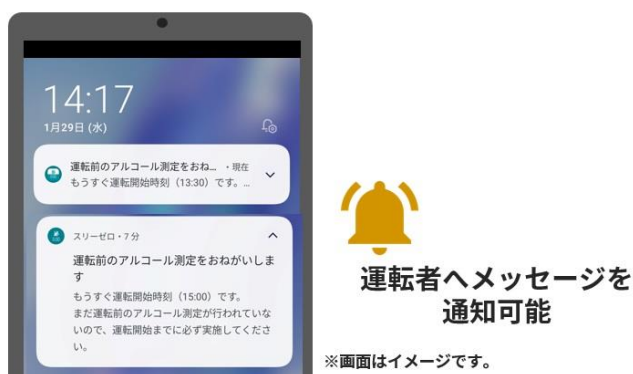 14:17
1月29日 (水)
運転前のアルコール測定をおね... ・現在
もうすぐ運転開始時刻（13:30）です。...
スリーゼロ・7分
運転前のアルコール測定をおねがいしま
す
もうすぐ運転開始時刻（15:00）です。
まだ運転前のアルコール測定が行われていな
いので、運転開始までに必ず実施してくださ
い。
運転者へメッセージを
通知可能
※画面はイメージです。